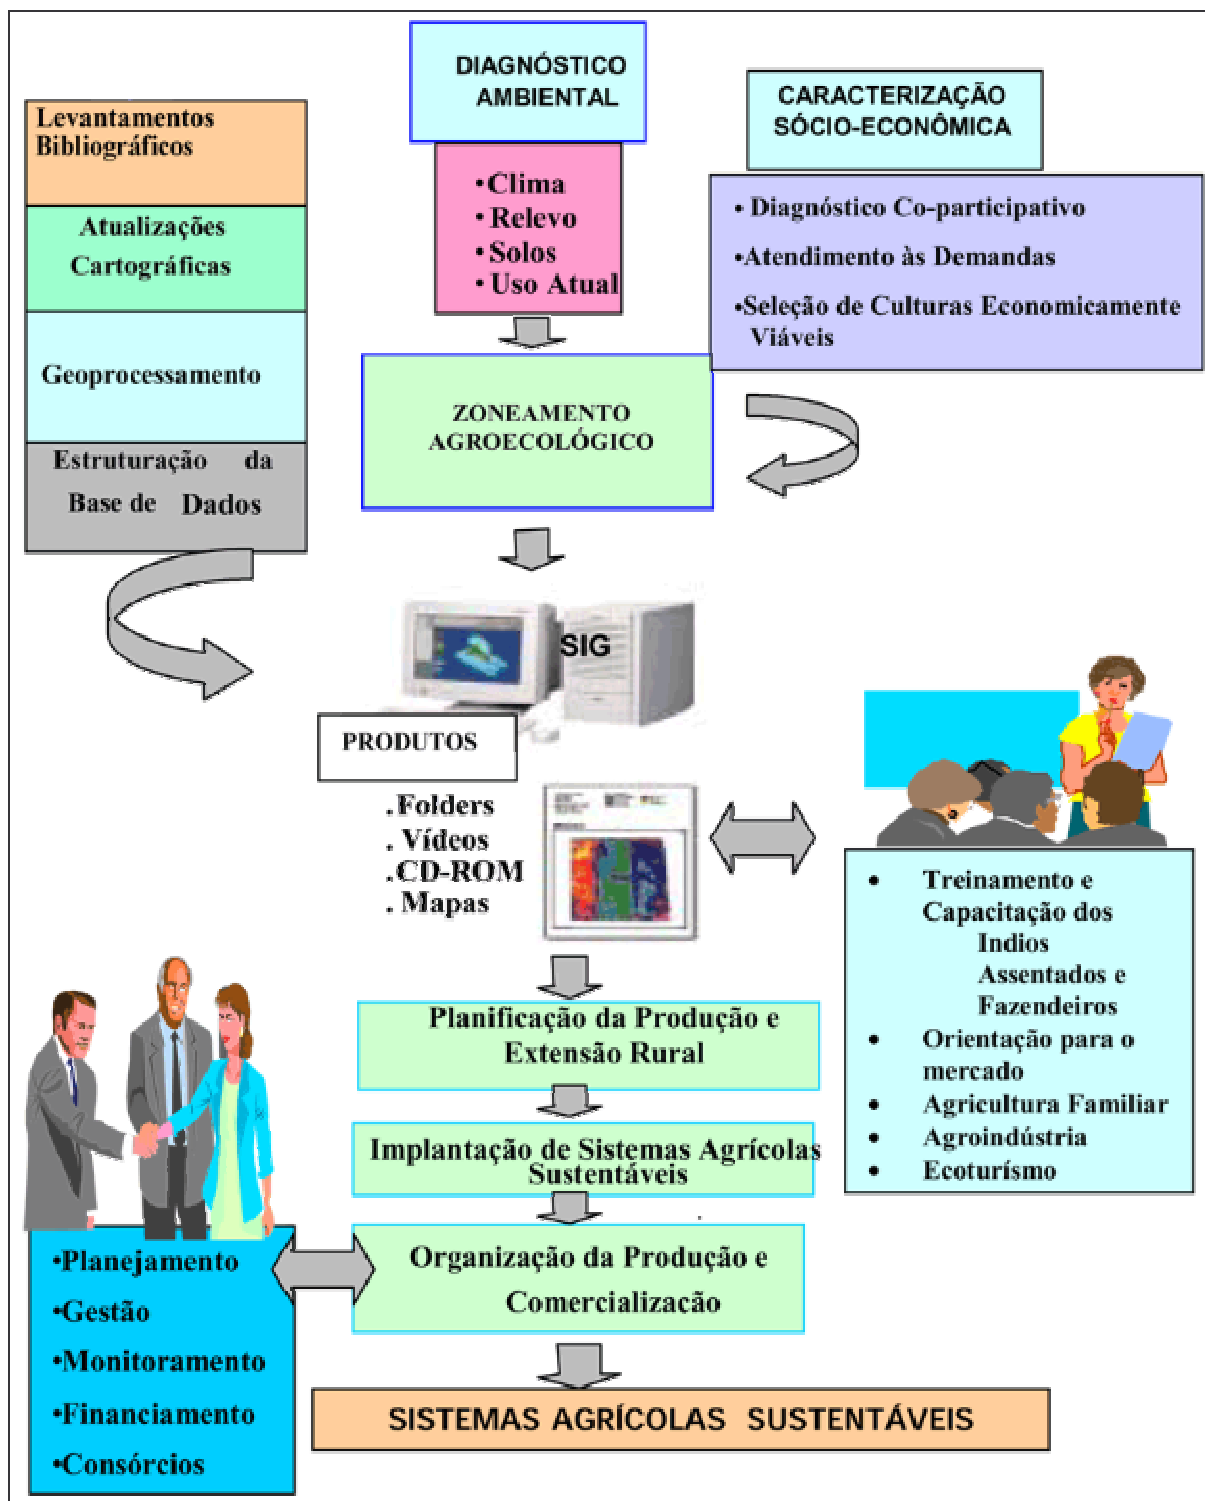 DIAGNÓSTICO
AMBIENTAL
•Clima
•Relevo
•Solos
•Uso Atual
CARACTERIZAÇÃO
SÓCIO-ECONÔMICA
• Diagnóstico Co-participativo
•Atendimento às Demandas
•Seleção de Culturas Economicamente
Viáveis
Levantamentos
Bibliográficos
Atualizações
Cartográficas
Geoprocessamento
Estruturação da
Base de Dados
ZONEAMENTO
AGROECOLÓGICO
SIG
PRODUTOS
. Folders
. Vídeos
. CD-ROM
. Mapas
• Treinamento e
Capacitação dos
Indios
Assentados e
Fazendeiros
• Orientação para o
mercado
• Agricultura Familiar
• Agroindústria
• Ecoturísmo
Planificação da Produção e
Extensão Rural
Implantação de Sistemas Agrícolas
Sustentáveis
Organização da Produção e
Comercialização
•Planejamento
•Gestão
•Monitoramento
•Financiamento
•Consórcios
SISTEMAS AGRÍCOLAS SUSTENTÁVEIS